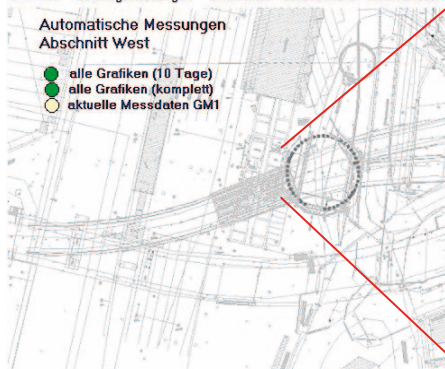 Automatische Messungen
Abschnitt West
alle Grafiken (10 Tage)
alle Grafiken (komplett)
aktuelle Messdaten GM1